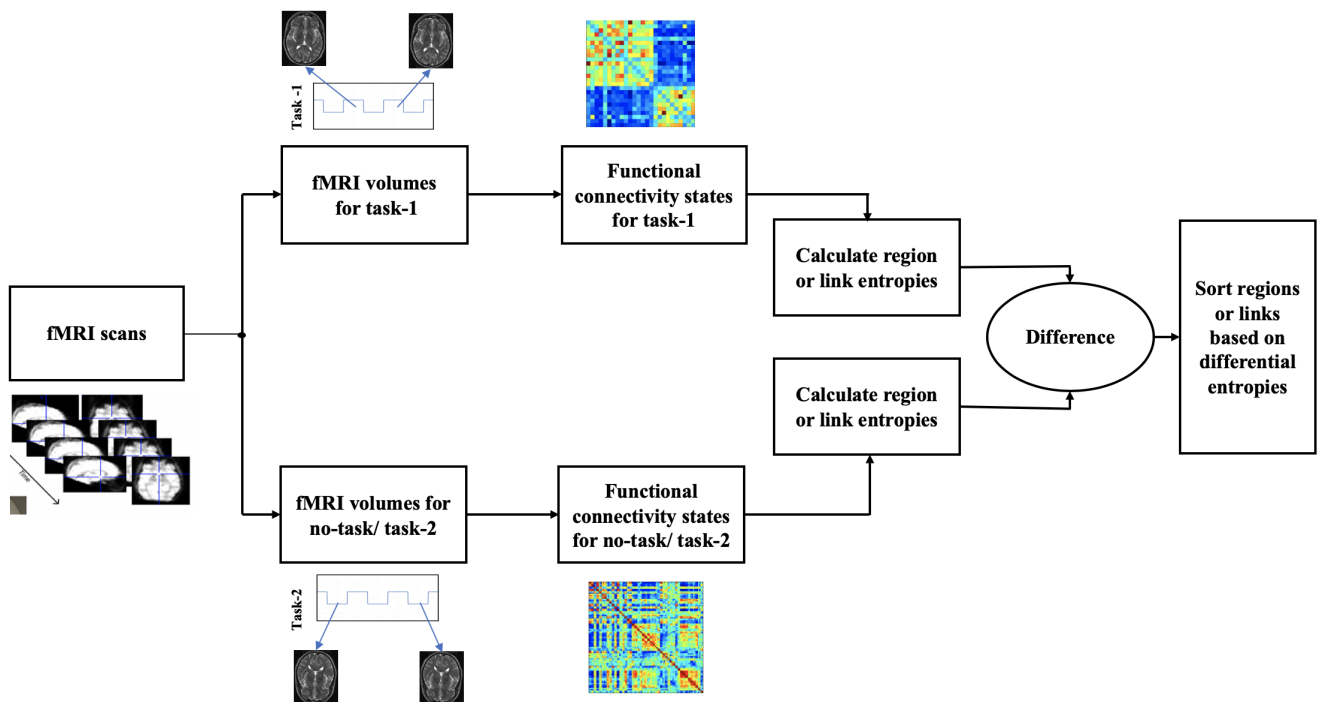 Task -1
fMRI volumes
for task-1
Functional
connectivity states
for task-1
Calculate region
or link entropies
fMRI scans
Time
Difference
Sort regions
or links
based on
differential
entropies
Calculate region
or link entropies
fMRI volumes for
no-task/ task-2
Functional
connectivity states
for no-task/ task-2
Task-2